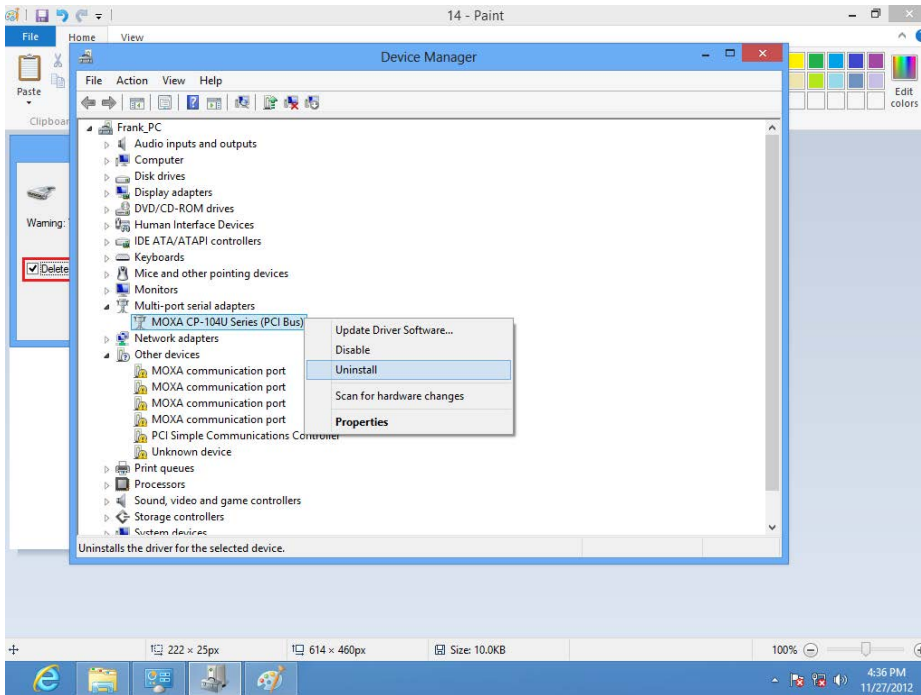 14 - Paint
File Home View
Paste
Clipboar
Edit
colors
Device Manager
File Action View Help
Frank_PC
Audio inputs and outputs
Computer
Disk drives
Display adapters
DVD/CD-ROM drives
Human Interface Devices
IDE ATA/ATAPI controllers
Keyboards
Mice and other pointing devices
Monitors
Multi-port serial adapters
MOXA CP-104U Series (PCI Bus)
Network adapters
Other devices
MOXA communication port
MOXA communication port
MOXA communication port
MOXA communication port
PCI Simple Communications Controller
Unknown device
Print queues
Processors
Sound, video and game controllers
Storage controllers
System devices
Update Driver Software...
Disable
Uninstall
Scan for hardware changes
Properties
Uninstalls the driver for the selected device.
Warning:
Delete
222 × 25px 614 × 460px Size: 10.0KB 100%
4:36 PM
11/27/2012